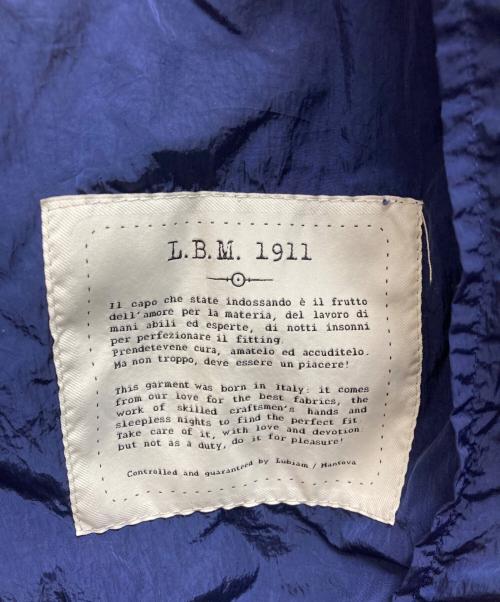 L.B.M. 1911
Il capo che state indossando è il frutto
dell'amore per la materia, del lavoro di
mani abili ed esperte, di notti insonni
per perfezionare il fitting.
Prendetevene cura, amatelo ed accuditelo.
Ma non troppo, deve essere un piacere!
This garment was born in Italy: it comes
from our love for the best fabrics, the
work of skilled craftsmen's hands and
sleepless nights to find the perfect fit.
Take care of it, with love and devotion
but not as a duty, do it for pleasure!
Controlled and guaranteed by Lubiam / Mantova